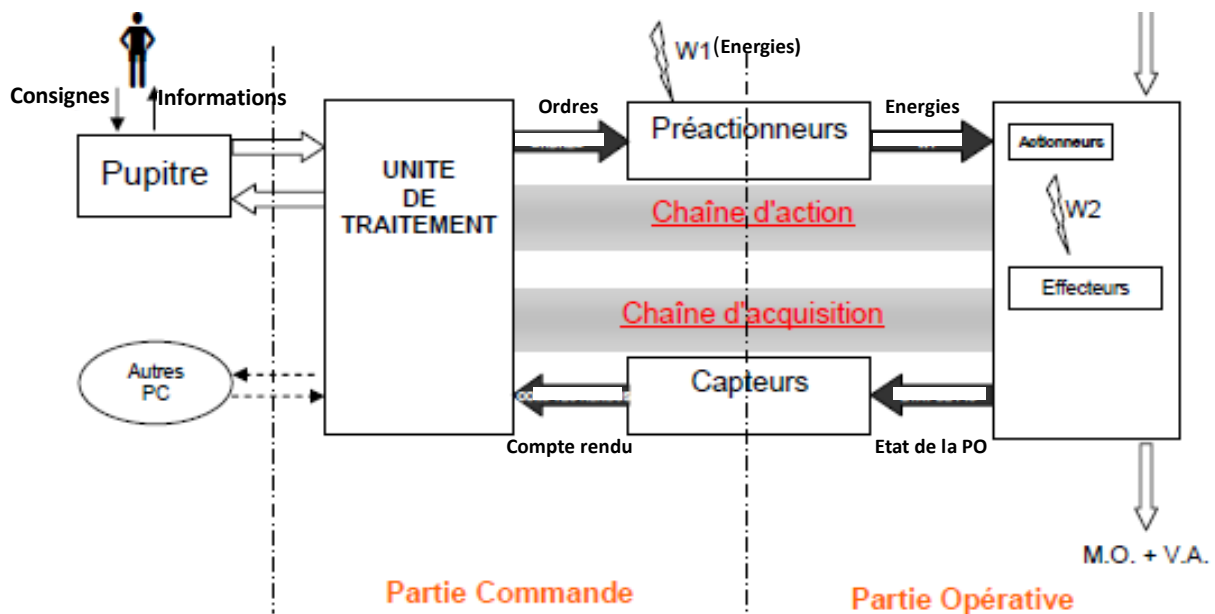 W1(Energies)
Consignes
Informations
Ordres
Energies
Pupitre
UNITE
DE
TRAITEMENT
Préactionneurs
Actionneurs
Chaîne d'action
W2
Effecteurs
Chaîne d'acquisition
Autres
PC
Capteurs
Compte rendu
Etat de la PO
M.O. + V.A.
Partie Commande
Partie Opérative